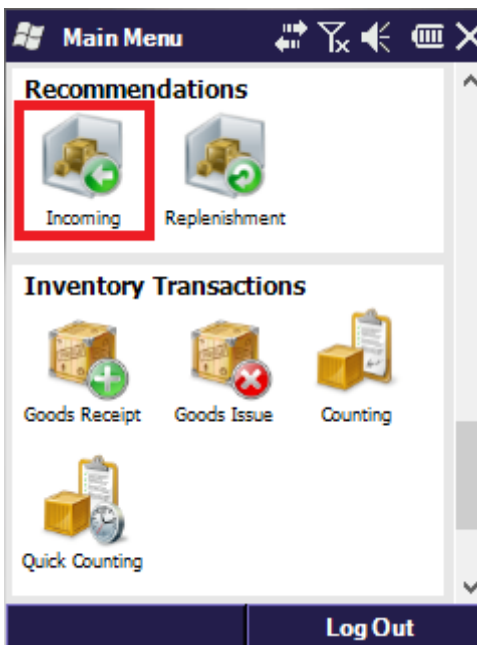 Main Menu
Recommendations
Incoming
Replenishment
Inventory Transactions
Goods Receipt
Goods Issue
Counting
Quick Counting
Log Out